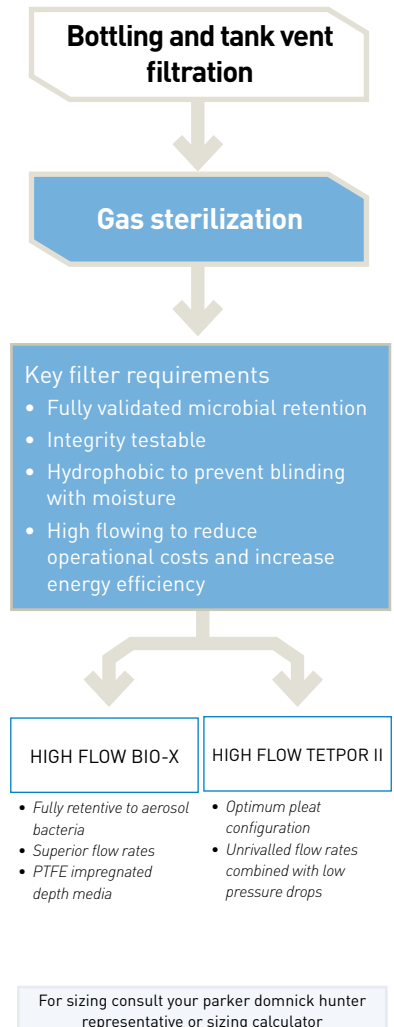 Bottling and tank vent
filtration
Gas sterilization
Key filter requirements
• Fully validated microbial retention
• Integrity testable
• Hydrophobic to prevent blinding
with moisture
• High flowing to reduce
operational costs and increase
energy efficiency
HIGH FLOW BIO-X
• Fully retentive to aerosol
bacteria
• Superior flow rates
• PTFE impregnated
depth media
HIGH FLOW TETPOR II
• Optimum pleat
configuration
• Unrivalled flow rates
combined with low
pressure drops
For sizing consult your parker domnick hunter
representative or sizing calculator